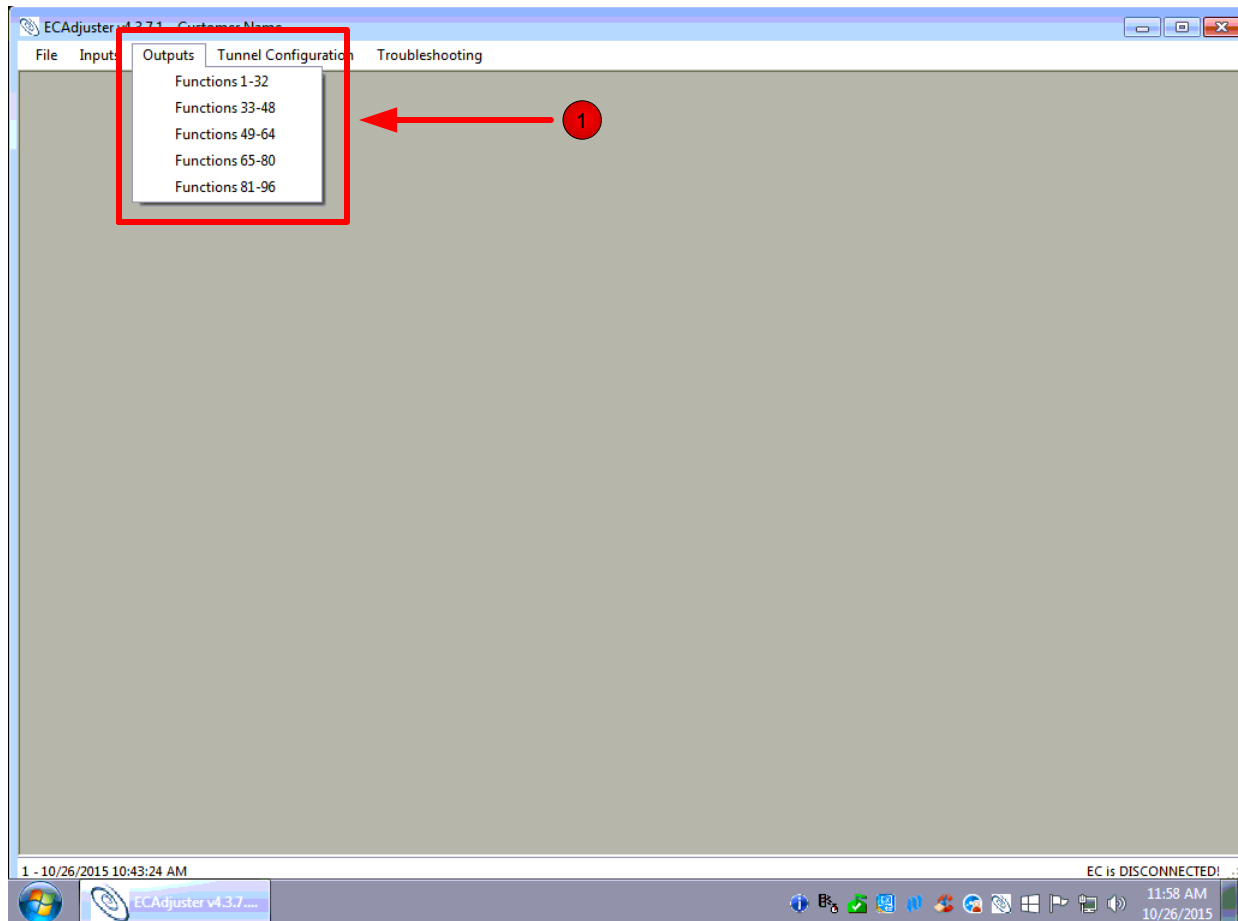 ECAdjuster v4.3.7.1 - Customer Name
File Inputs Outputs Tunnel Configuration Troubleshooting
Functions 1-32
Functions 33-48
Functions 49-64
Functions 65-80
Functions 81-96
1
1 - 10/26/2015 10:43:24 AM
EC is DISCONNECTED!
ECAdjuster v4.3.7....
11:58 AM
10/26/2015